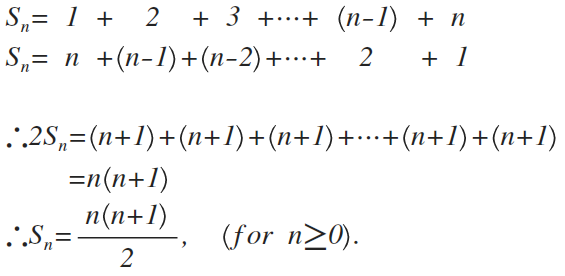 Sₙ= 1 + 2 + 3 +⋯+ (n-1) + n
Sₙ= n +(n-1)+(n-2)+⋯+ 2 + 1
∴2Sₙ=(n+1)+(n+1)+(n+1)+⋯+(n+1)+(n+1)
=n(n+1)
∴Sₙ= n(n+1)/2, (for n≥0).